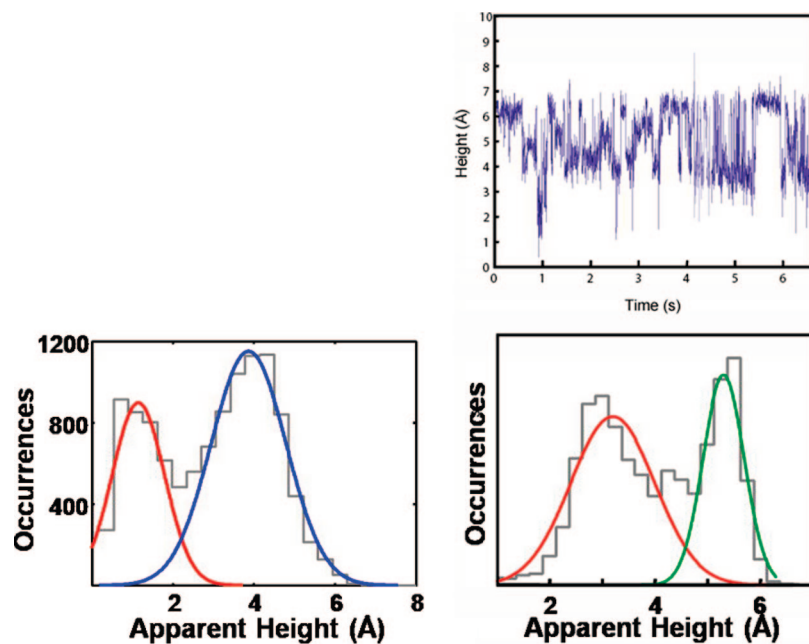 10
9
8
7
6
5
4
3
2
1
0
Height (Å)
0 1 2 3 4 5 6
Time (s)
1200
800
400
Occurrences
2 4 6 8
Apparent Height (Å)
Occurrences
2 4 6
Apparent Height (Å)